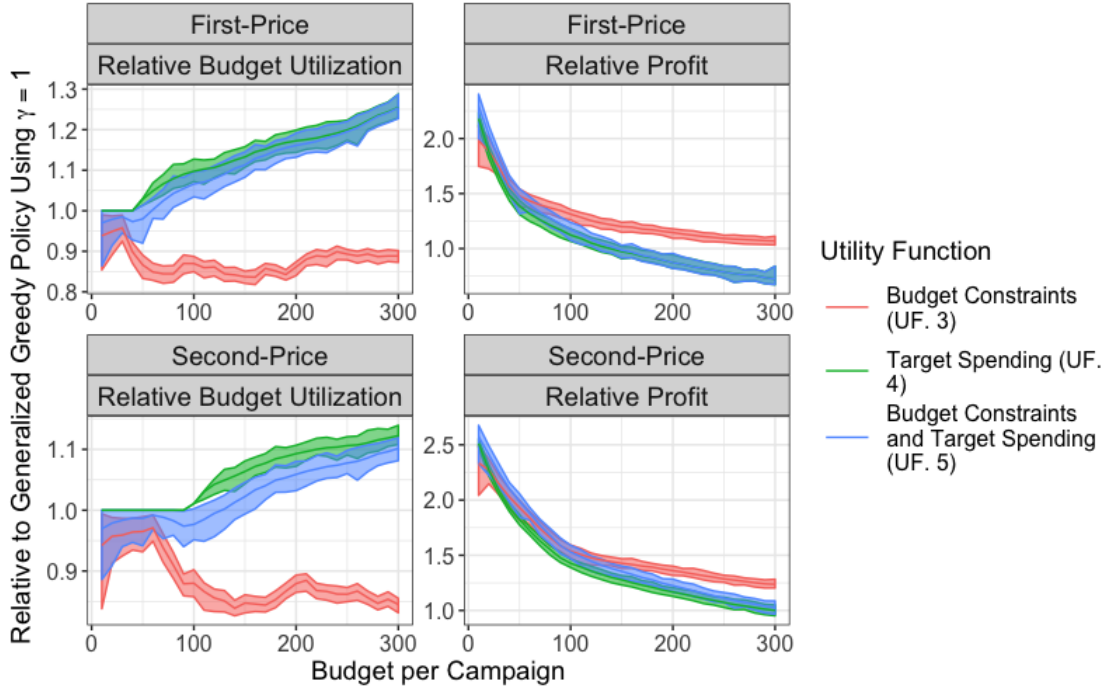 First-Price
First-Price
Relative Budget Utilization
Relative Profit
1.3
1.2
1.1
1.0
0.9
0.8
2.0
1.5
1.0
0
100
200
300
0
100
200
300
Second-Price
Second-Price
Relative Budget Utilization
Relative Profit
1.1
1.0
0.9
2.5
2.0
1.5
1.0
0
100
200
300
0
100
200
300
Budget per Campaign
Relative to Generalized Greedy Policy Using γ = 1
Utility Function
Budget Constraints
(UF. 3)
Target Spending (UF.
4)
Budget Constraints
and Target Spending
(UF. 5)